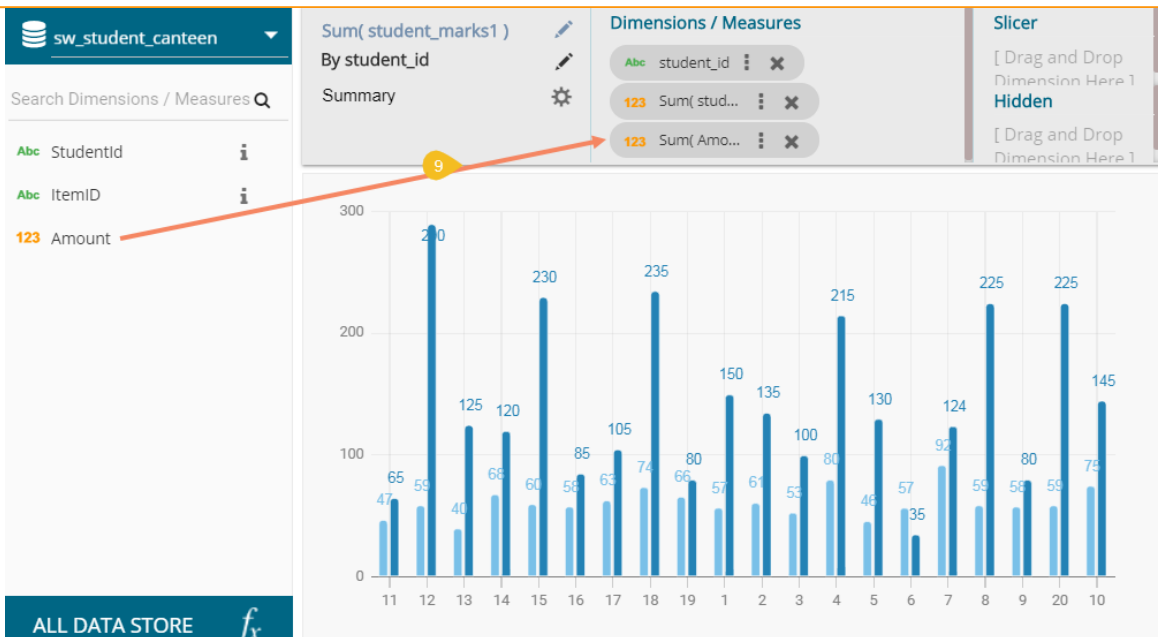 sw_student_canteen
Search Dimensions / Measures
Abc StudentId i
Abc ItemID i
123 Amount
ALL DATA STORE fx
Sum( student_marks1 )
By student_id
Summary
Dimensions / Measures
Abc student_id
123 Sum( stud...
123 Sum( Amo...
Slicer
[ Drag and Drop
Dimension Here ]
Hidden
[ Drag and Drop
Dimension Here ]
9
300
200
100
0
47 65
59 290
40 125
68 120
60 230
58 85
63 105
74 235
66 80
57 150
61 135
53 100
80 215
46 130
57 35
92 124
59 225
58 80
59 225
75 145
11 12 13 14 15 16 17 18 19 1 2 3 4 5 6 7 8 9 20 10